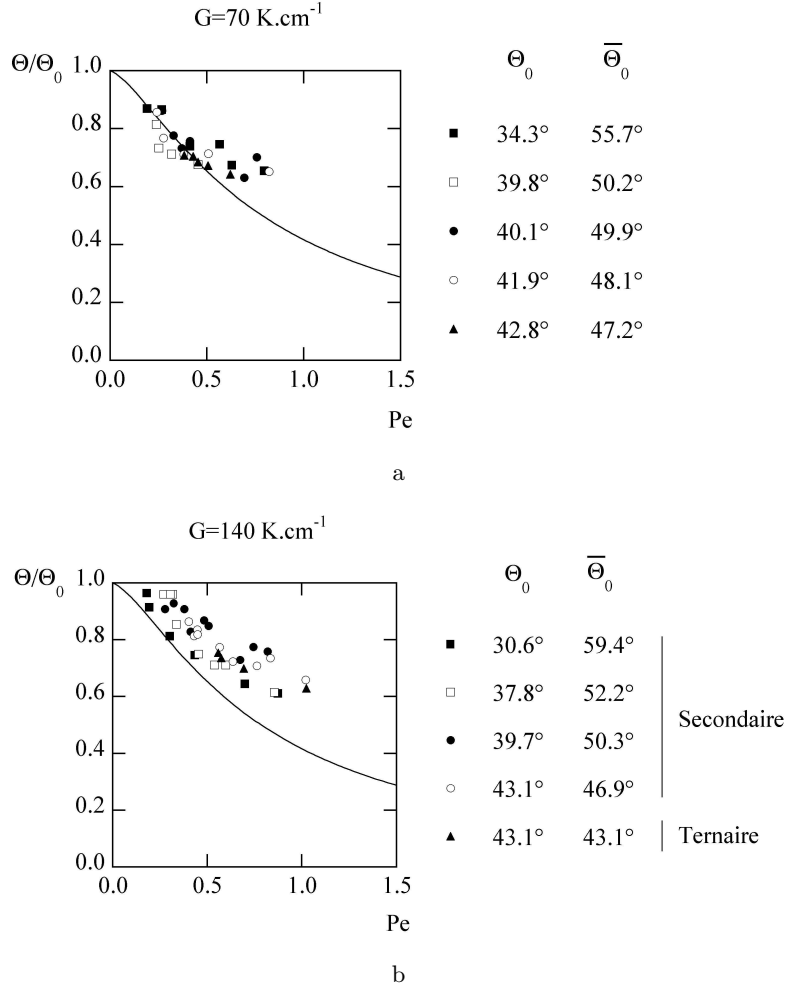 G=70 K.cm-1
Θ/Θ0
1.0
0.8
0.6
0.4
0.2
0.0
0.0 0.5 1.0 1.5
Pe
Θ0 Θ̅0
■ 34.3° 55.7°
□ 39.8° 50.2°
● 40.1° 49.9°
○ 41.9° 48.1°
▲ 42.8° 47.2°
a
G=140 K.cm-1
Θ/Θ0
1.0
0.8
0.6
0.4
0.2
0.0
0.0 0.5 1.0 1.5
Pe
Θ0 Θ̅0
■ 30.6° 59.4°
□ 37.8° 52.2°
● 39.7° 50.3°
○ 43.1° 46.9°
Secondaire
▲ 43.1° 43.1°
Ternaire
b